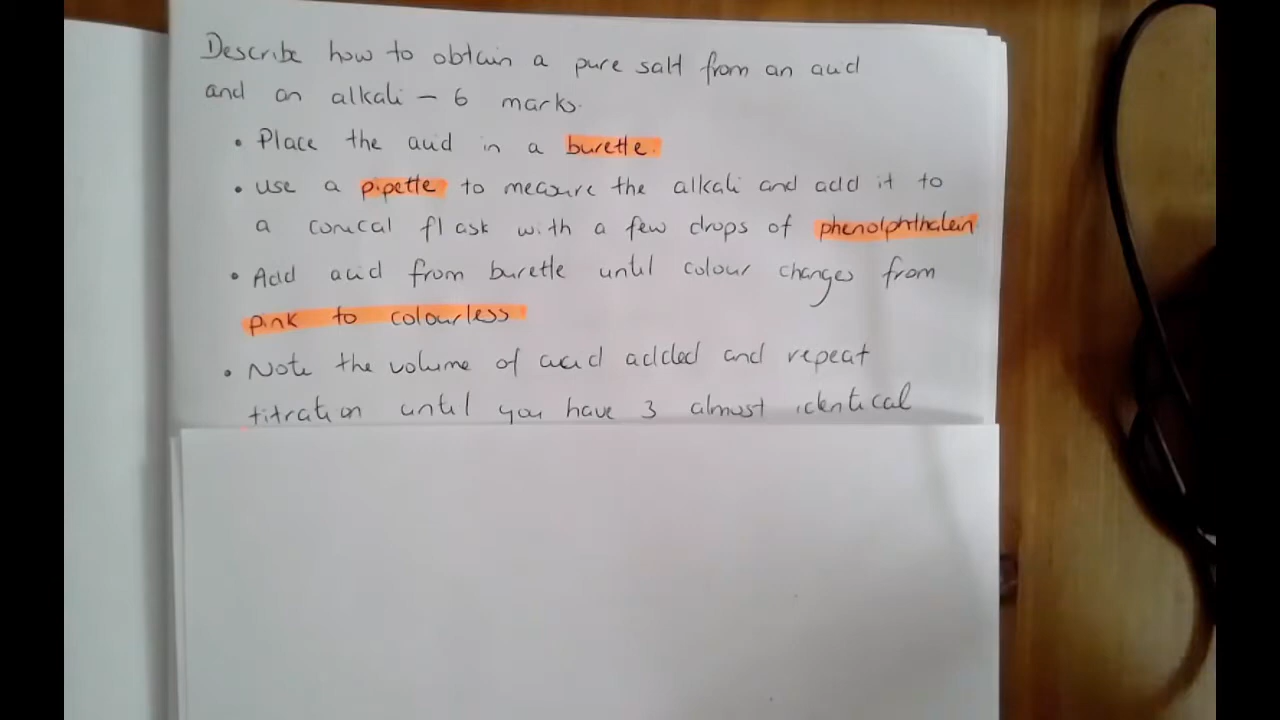 Describe how to obtain a pure salt from an acid
and an alkali - 6 marks.
• Place the acid in a burette.
• Use a pipette to measure the alkali and add it to
a conical flask with a few drops of phenolphthalein.
• Add acid from burette until colour changes from
pink to colourless
• Note the volume of acid added and repeat
titration until you have 3 almost identical